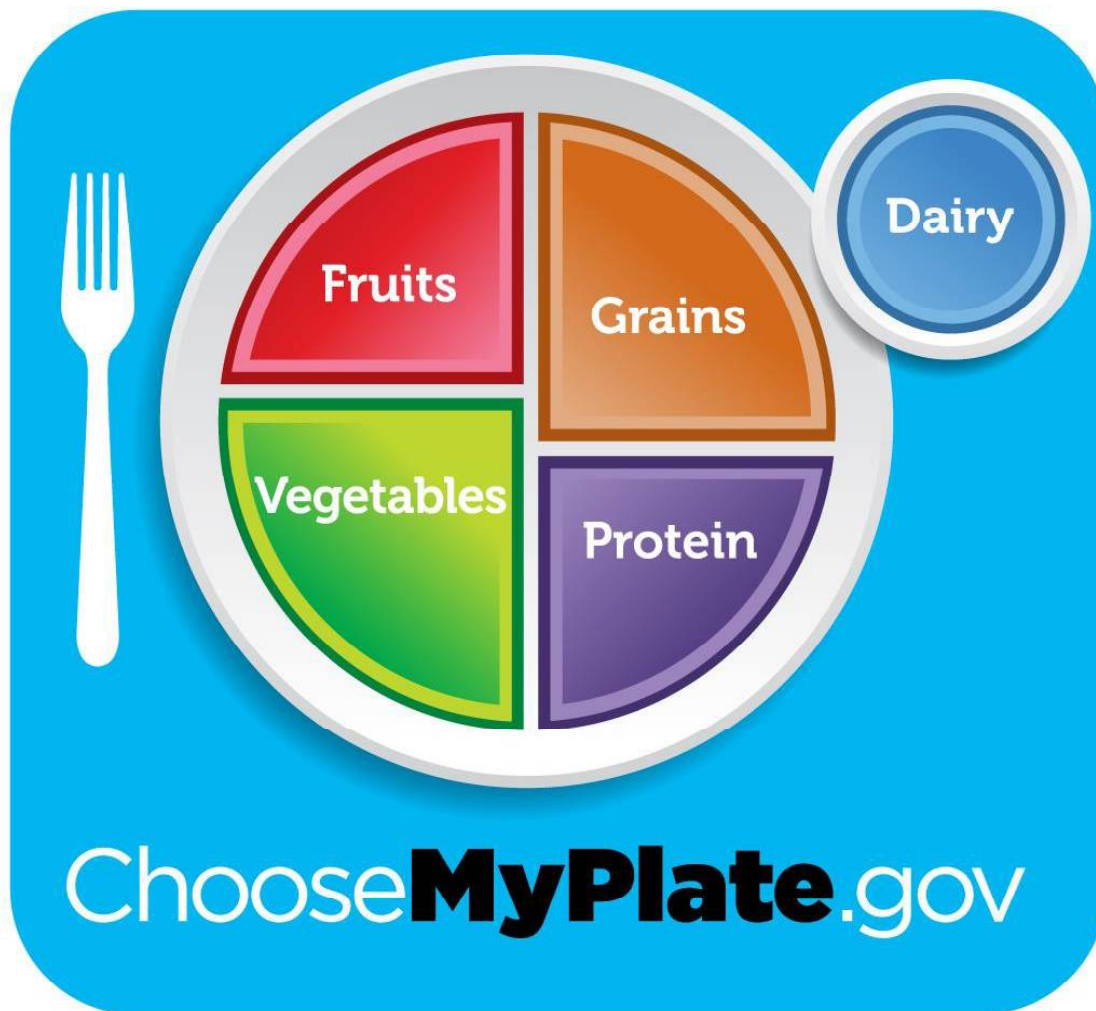 Fruits
Grains
Dairy
Vegetables
Protein
ChooseMyPlate.gov